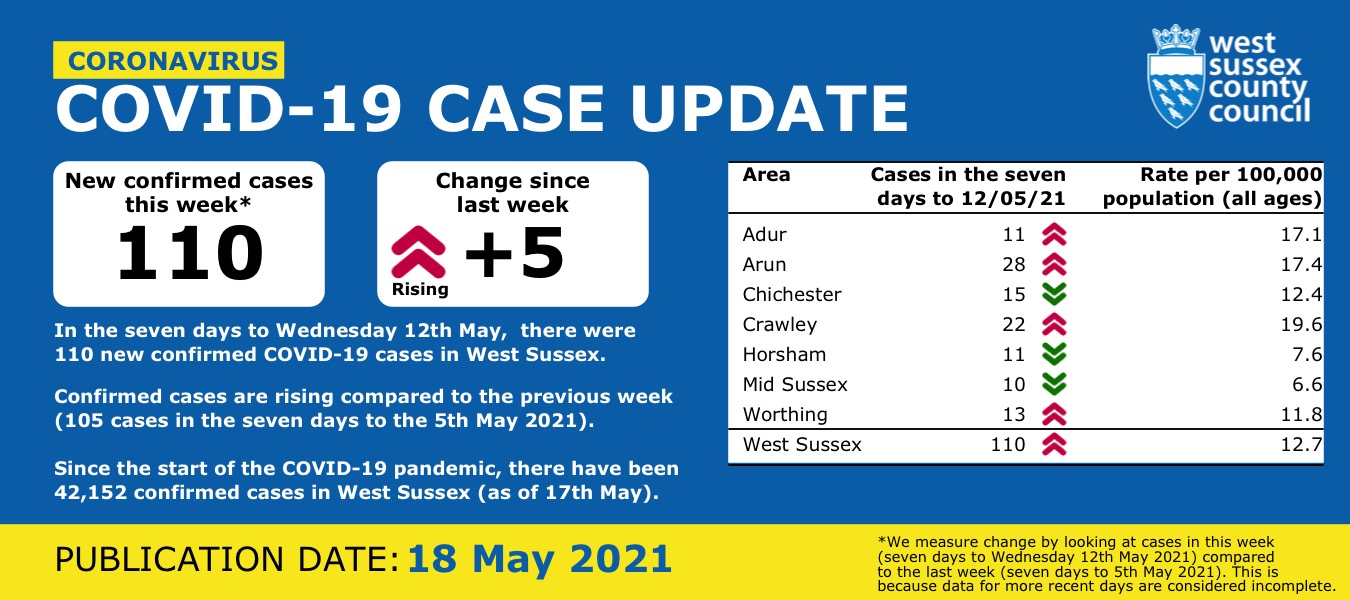 CORONAVIRUS
COVID-19 CASE UPDATE
west
sussex
county
council
New confirmed cases
this week*
110
Change since
last week
+5
Rising
In the seven days to Wednesday 12th May,  there were
110 new confirmed COVID-19 cases in West Sussex.
Confirmed cases are rising compared to the previous week
(105 cases in the seven days to the 5th May 2021).
Since the start of the COVID-19 pandemic, there have been
42,152 confirmed cases in West Sussex (as of 17th May).
Area Cases in the seven Rate per 100,000
days to 12/05/21 population (all ages)
Adur 11 17.1
Arun 28 17.4
Chichester 15 12.4
Crawley 22 19.6
Horsham 11 7.6
Mid Sussex 10 6.6
Worthing 13 11.8
West Sussex 110 12.7
PUBLICATION DATE: 18 May 2021
*We measure change by looking at cases in this week
(seven days to Wednesday 12th May 2021) compared
to the last week (seven days to 5th May 2021). This is
because data for more recent days are considered incomplete.